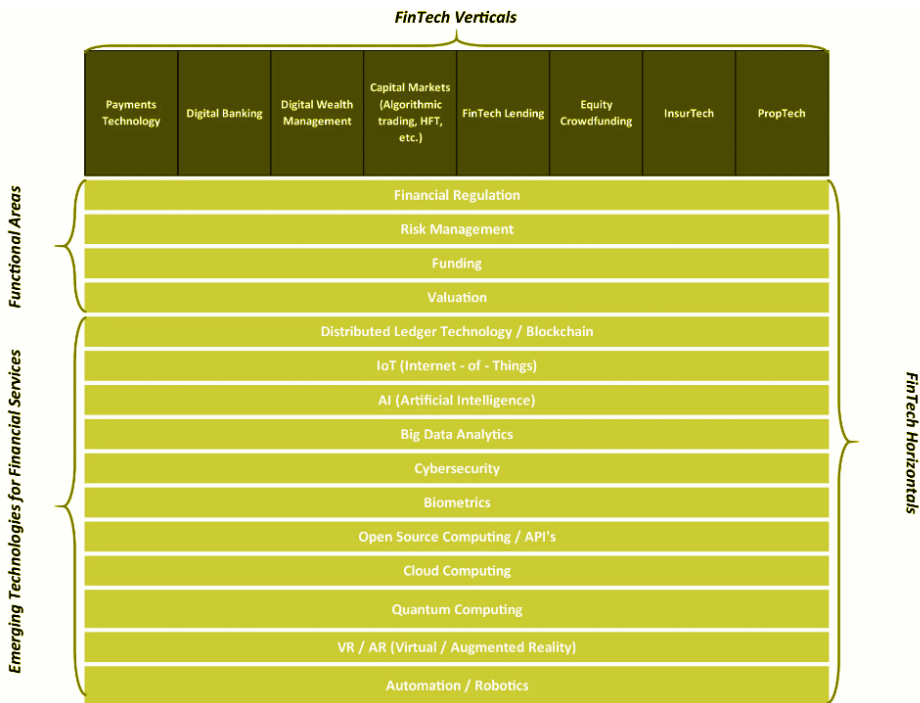 FinTech Verticals
Payments
Technology
Digital Banking
Digital Wealth
Management
Capital Markets
(Algorithmic
trading, HFT,
etc.)
FinTech Lending
Equity
Crowdfunding
InsurTech
PropTech
Functional Areas
Financial Regulation
Risk Management
Funding
Valuation
Emerging Technologies for Financial Services
Distributed Ledger Technology / Blockchain
IoT (Internet - of - Things)
AI (Artificial Intelligence)
Big Data Analytics
Cybersecurity
Biometrics
Open Source Computing / API's
Cloud Computing
Quantum Computing
VR / AR (Virtual / Augmented Reality)
Automation / Robotics
FinTech Horizontals